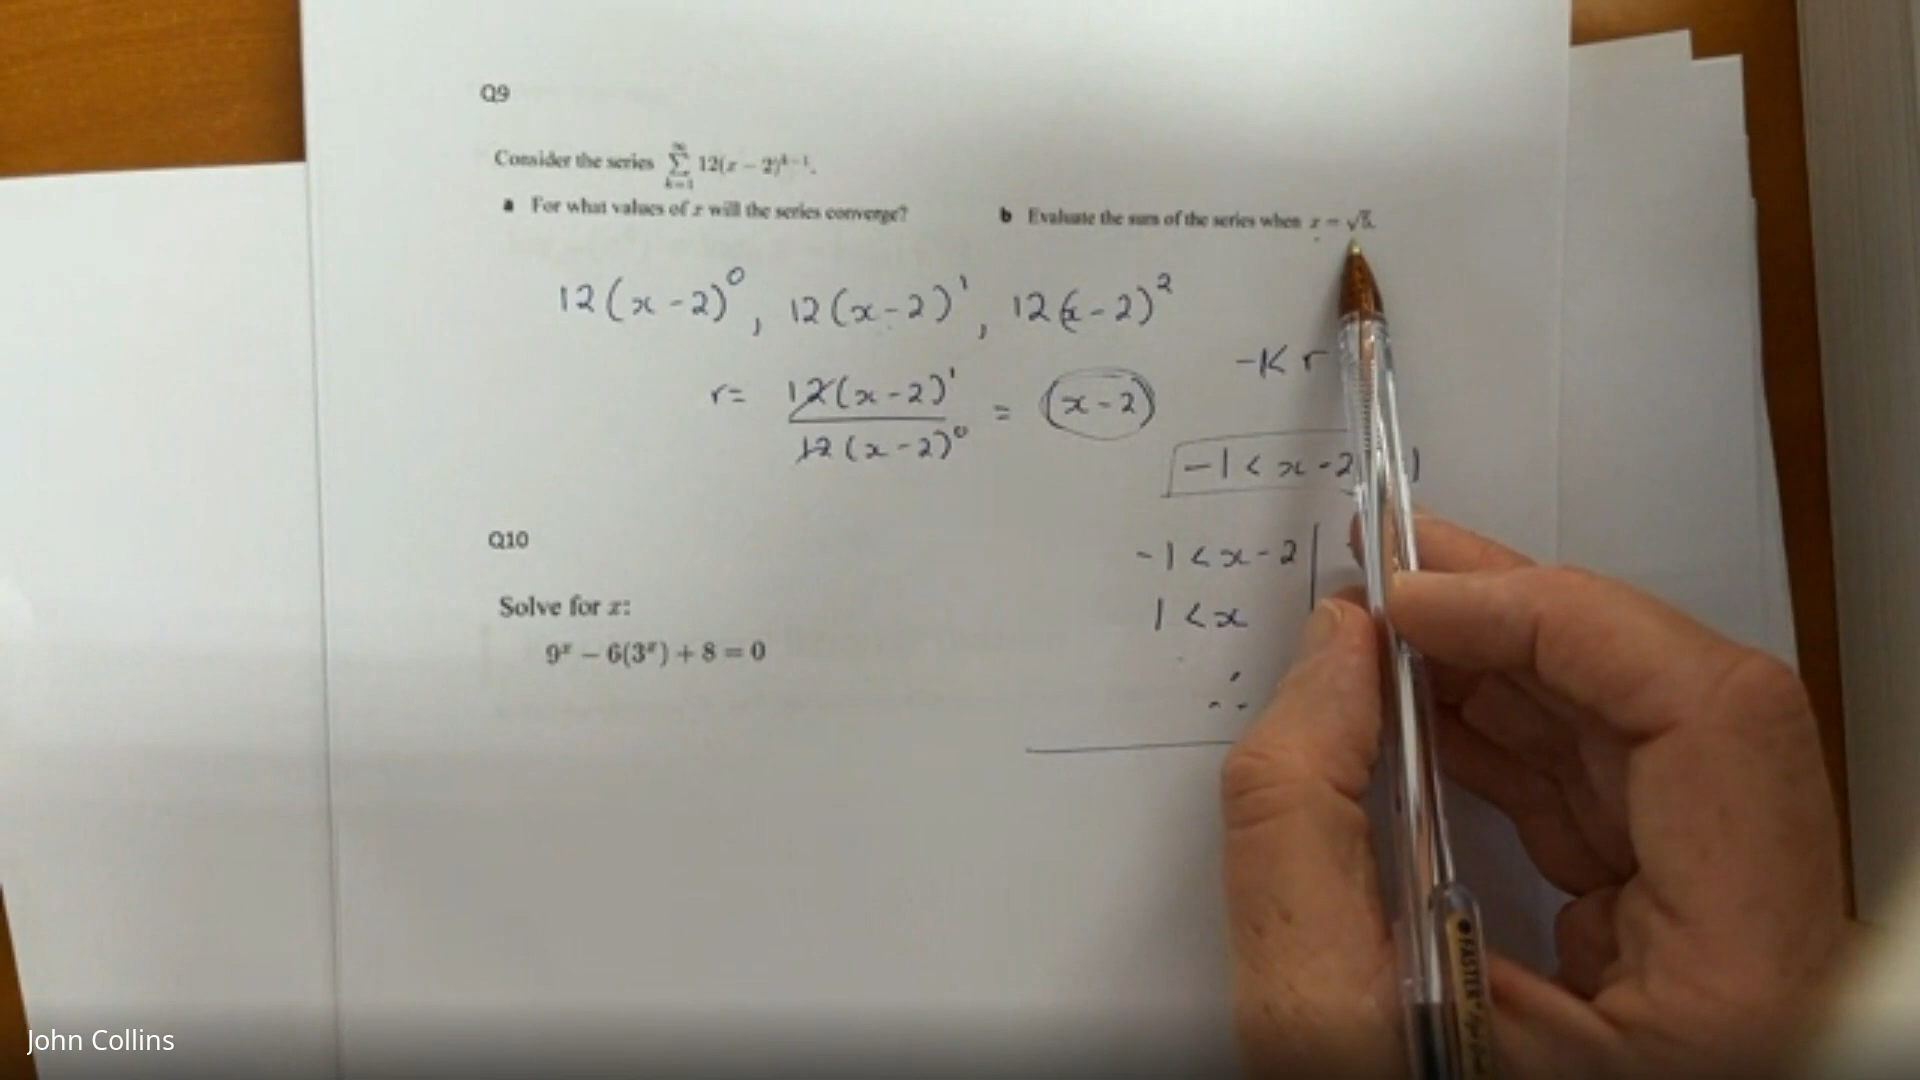 Q9
Consider the series ∞ Σ k=1 12(x − 2)^{k−1}.
a For what values of x will the series converge?
b Evaluate the sum of the series when x = √5.
12(x - 2)^0, 12(x - 2)^1, 12(x - 2)^2
-1 < r
r = 12(x - 2)^1 / 12(x - 2)^0 = (x - 2)
-1 < x - 2
-1 < x - 2
1 < x
∴
Q10
Solve for x:
9^x − 6(3^x) + 8 = 0
John Collins